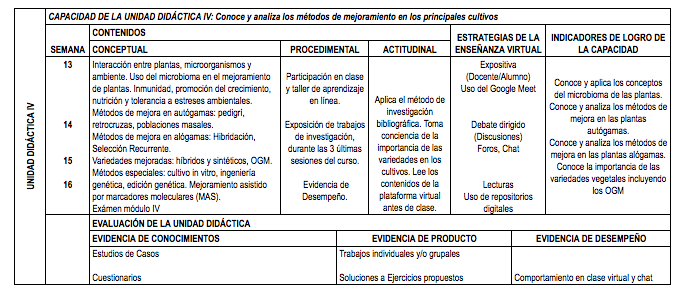 CAPACIDAD DE LA UNIDAD DIDÁCTICA IV: Conoce y analiza los métodos de mejoramiento en los principales cultivos
UNIDAD DIDÁCTICA IV
SEMANA
CONTENIDOS
CONCEPTUAL
PROCEDIMENTAL
ACTITUDINAL
ESTRATEGIAS DE LA
ENSEÑANZA VIRTUAL
INDICADORES DE LOGRO DE
LA CAPACIDAD
13
14
15
16
Interacción entre plantas, microorganismos y
ambiente. Uso del microbioma en el mejoramiento
de plantas. Inmunidad, promoción del crecimiento,
nutrición y tolerancia a estreses ambientales.
Métodos de mejora en autógamas: pedigrí,
retrocruzas, poblaciones masales.
Métodos de mejora en alógamas: Hibridación,
Selección Recurrente.
Variedades mejoradas: híbridos y sintéticos, OGM.
Métodos especiales: cultivo in vitro, ingeniería
genética, edición genética. Mejoramiento asistido
por marcadores moleculares (MAS).
Exámen módulo IV
Participación en clase
y taller de aprendizaje
en línea.
Exposición de trabajos
de investigación,
durante las 3 últimas
sesiones del curso.
Evidencia de
Desempeño.
Aplica el método de
investigación
bibliográfica. Toma
conciencia de la
importancia de las
variedades en los
cultivos. Lee los
contenidos de la
plataforma virtual
antes de clase.
Expositiva
(Docente/Alumno)
Uso del Google Meet
Debate dirigido
(Discusiones)
Foros, Chat
Lecturas
Uso de repositorios
digitales
Conoce y aplica los conceptos
del microbioma de las plantas.
Conoce y analiza los métodos de
mejora en las plantas
autógamas.
Conoce y analiza los métodos de
mejora en las plantas alógamas.
Conoce la importancia de las
variedades vegetales incluyendo
los OGM
EVALUACIÓN DE LA UNIDAD DIDÁCTICA
EVIDENCIA DE CONOCIMIENTOS
EVIDENCIA DE PRODUCTO
EVIDENCIA DE DESEMPEÑO
Estudios de Casos
Cuestionarios
Trabajos individuales y/o grupales
Soluciones a Ejercicios propuestos
Comportamiento en clase virtual y chat